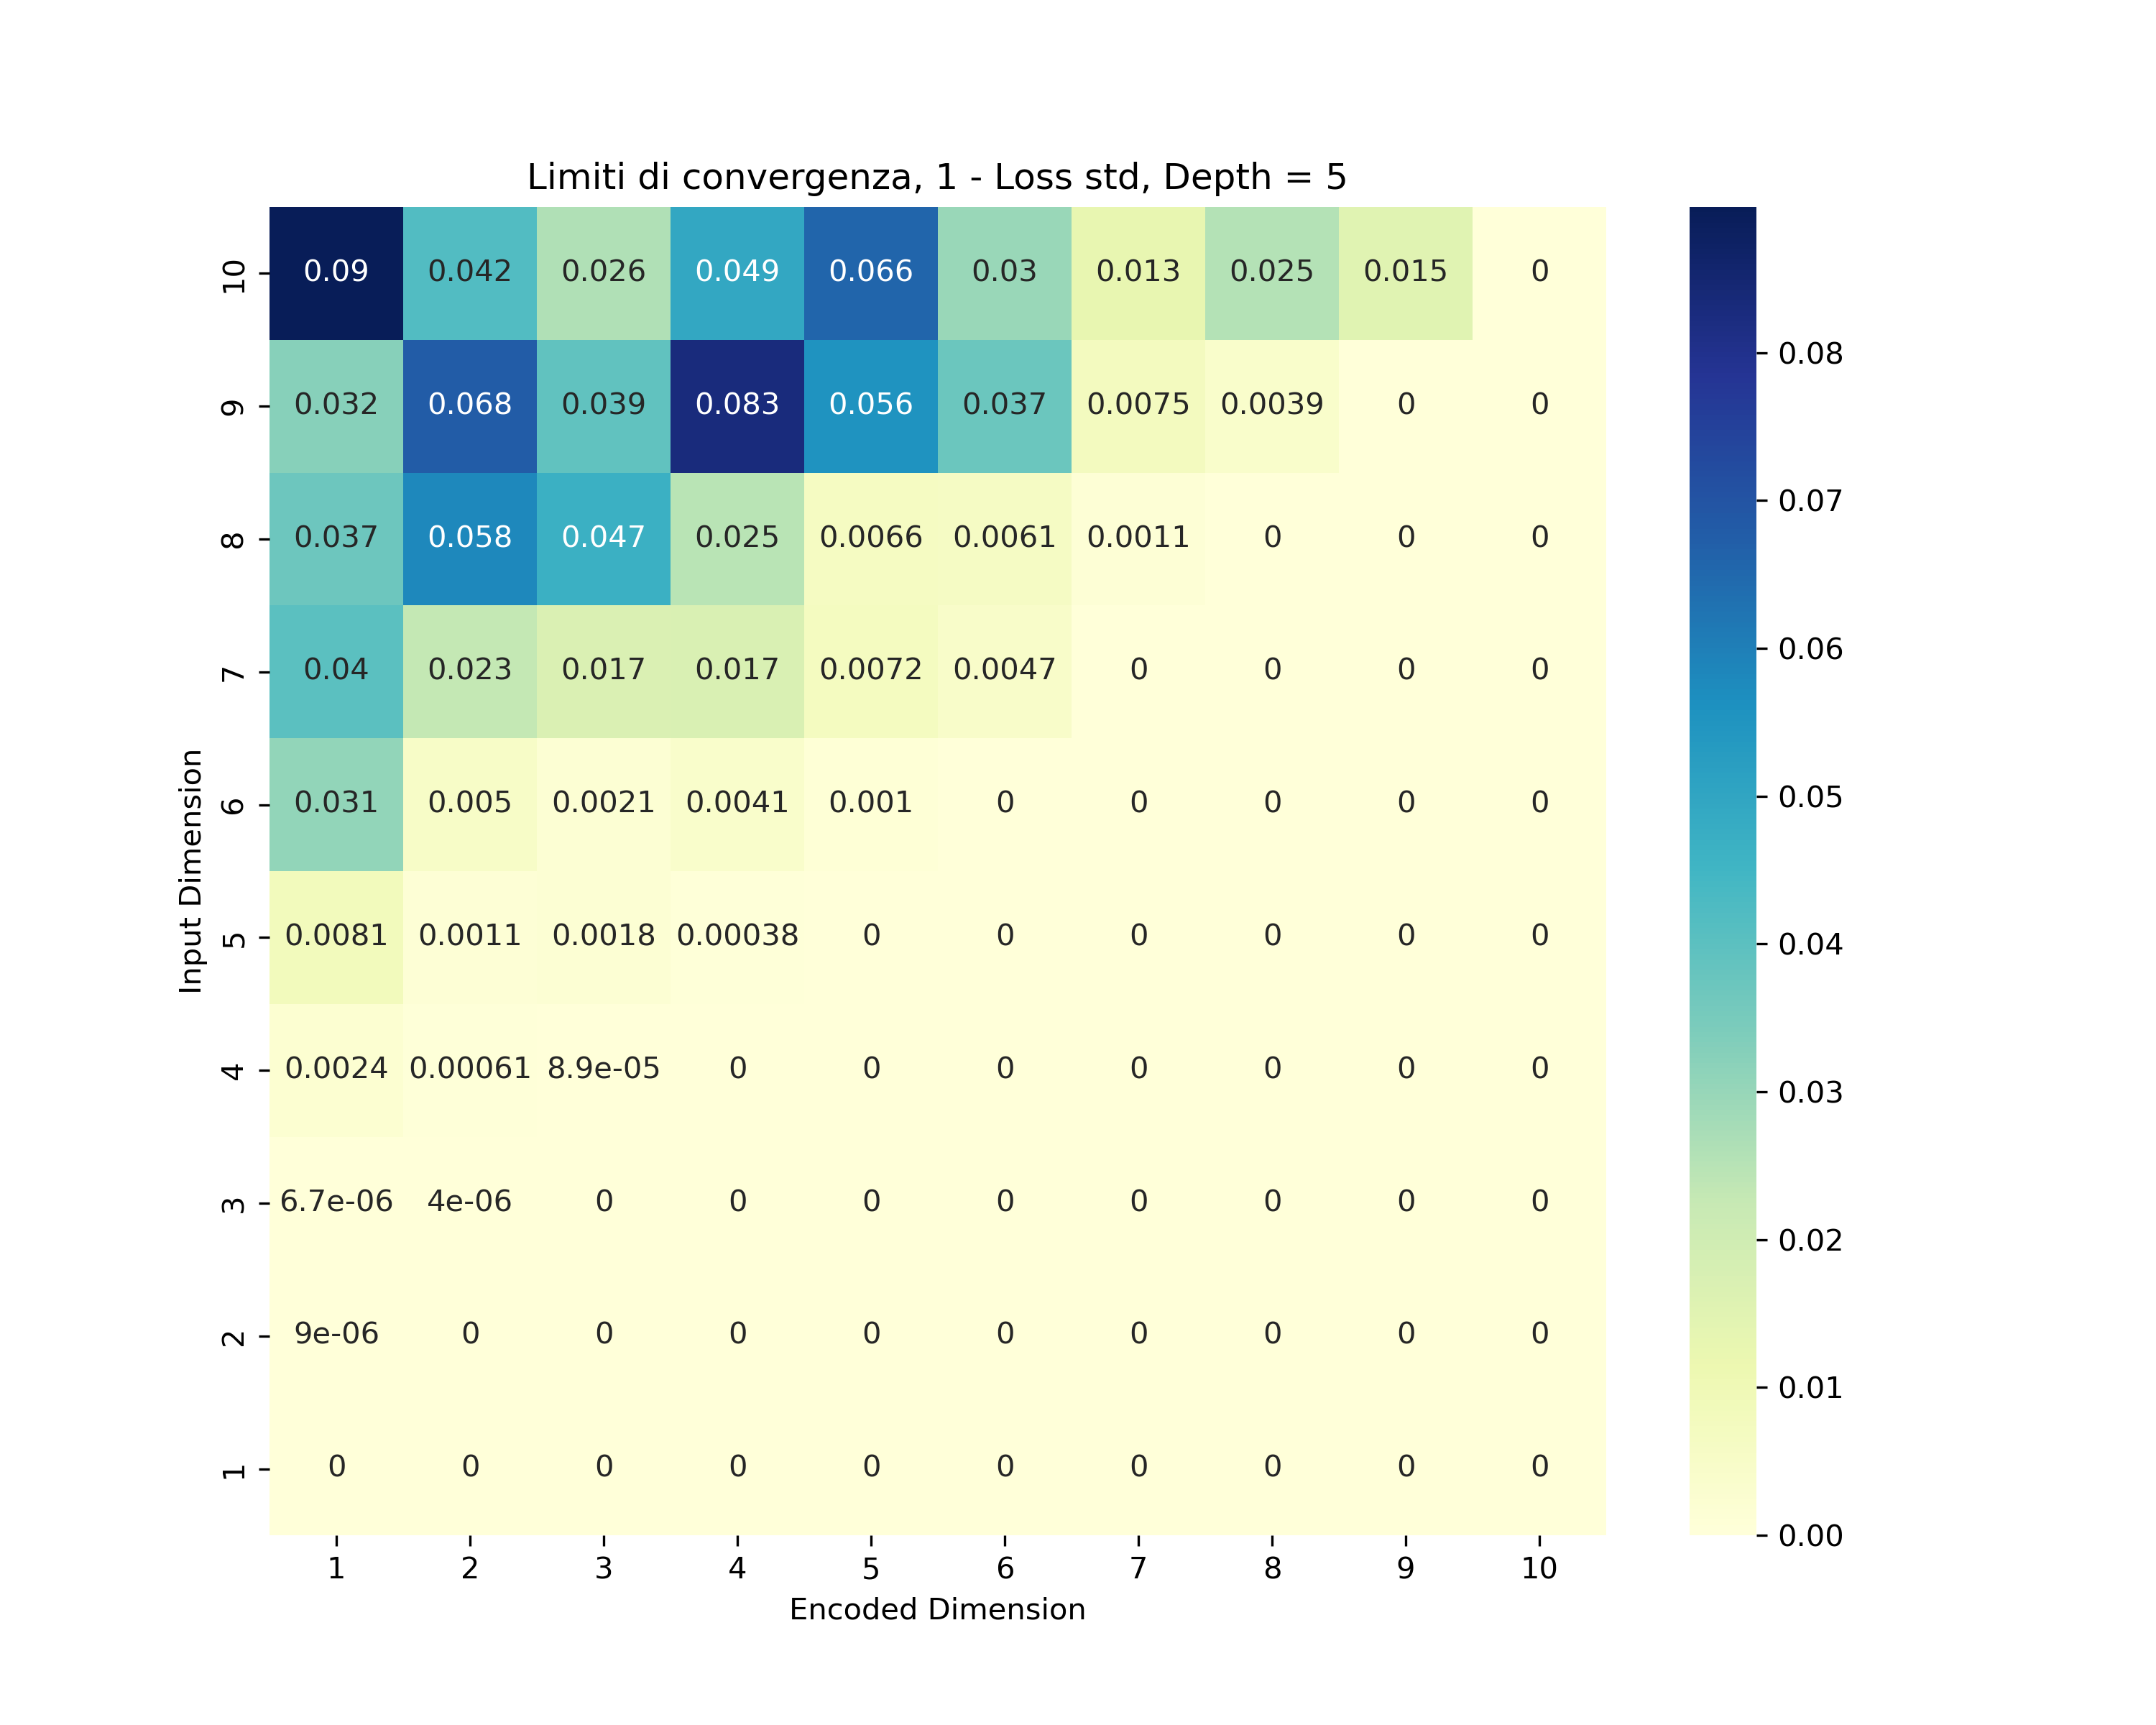 Limiti di convergenza, 1 - Loss std, Depth = 5
Input Dimension
10 0.09 0.042 0.026 0.049 0.066 0.03 0.013 0.025 0.015 0
9 0.032 0.068 0.039 0.083 0.056 0.037 0.0075 0.0039 0 0
8 0.037 0.058 0.047 0.025 0.0066 0.0061 0.0011 0 0 0
7 0.04 0.023 0.017 0.017 0.0072 0.0047 0 0 0 0
6 0.031 0.005 0.0021 0.0041 0.001 0 0 0 0 0
5 0.0081 0.0011 0.0018 0.00038 0 0 0 0 0 0
4 0.0024 0.00061 8.9e-05 0 0 0 0 0 0 0
3 6.7e-06 4e-06 0 0 0 0 0 0 0 0
2 9e-06 0 0 0 0 0 0 0 0 0
1 0 0 0 0 0 0 0 0 0 0
1 2 3 4 5 6 7 8 9 10
Encoded Dimension
0.08
0.07
0.06
0.05
0.04
0.03
0.02
0.01
0.00